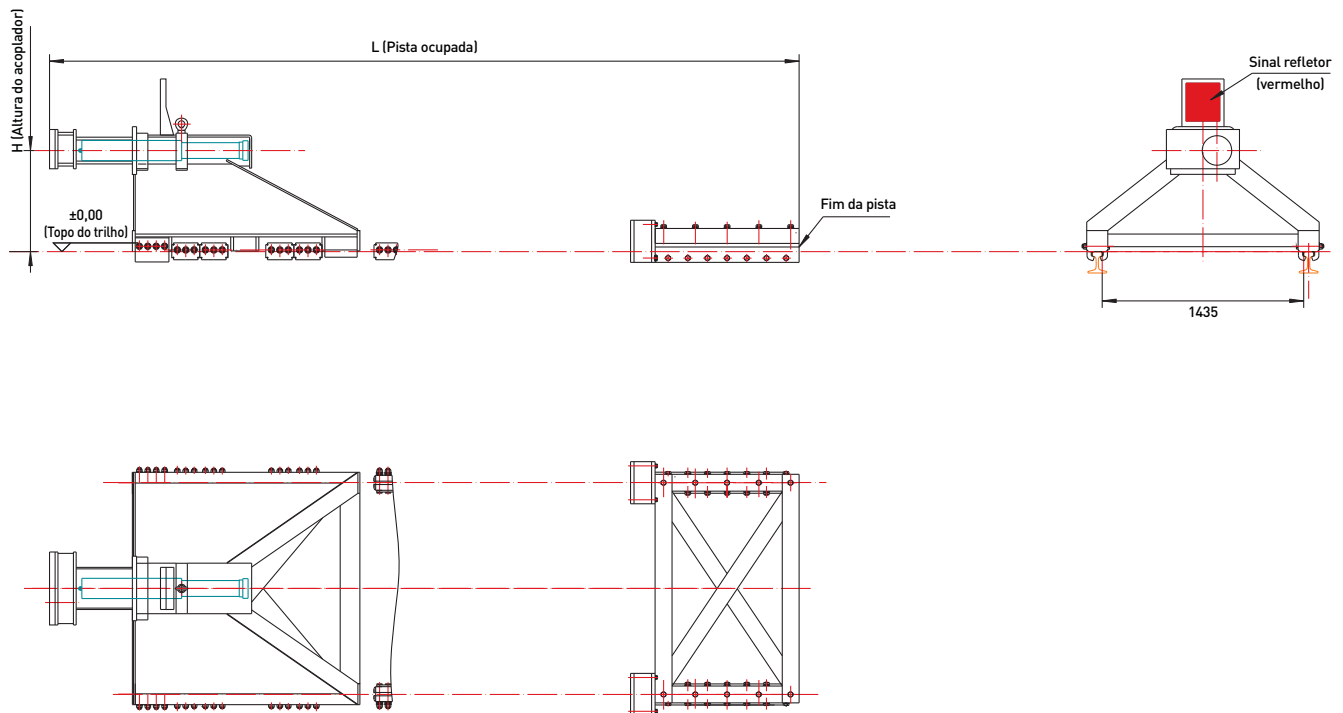 L (Pista ocupada)
H (Altura do acoplador)
Sinal refletor
(vermelho)
±0,00
(Topo do trilho)
Fim da pista
1435